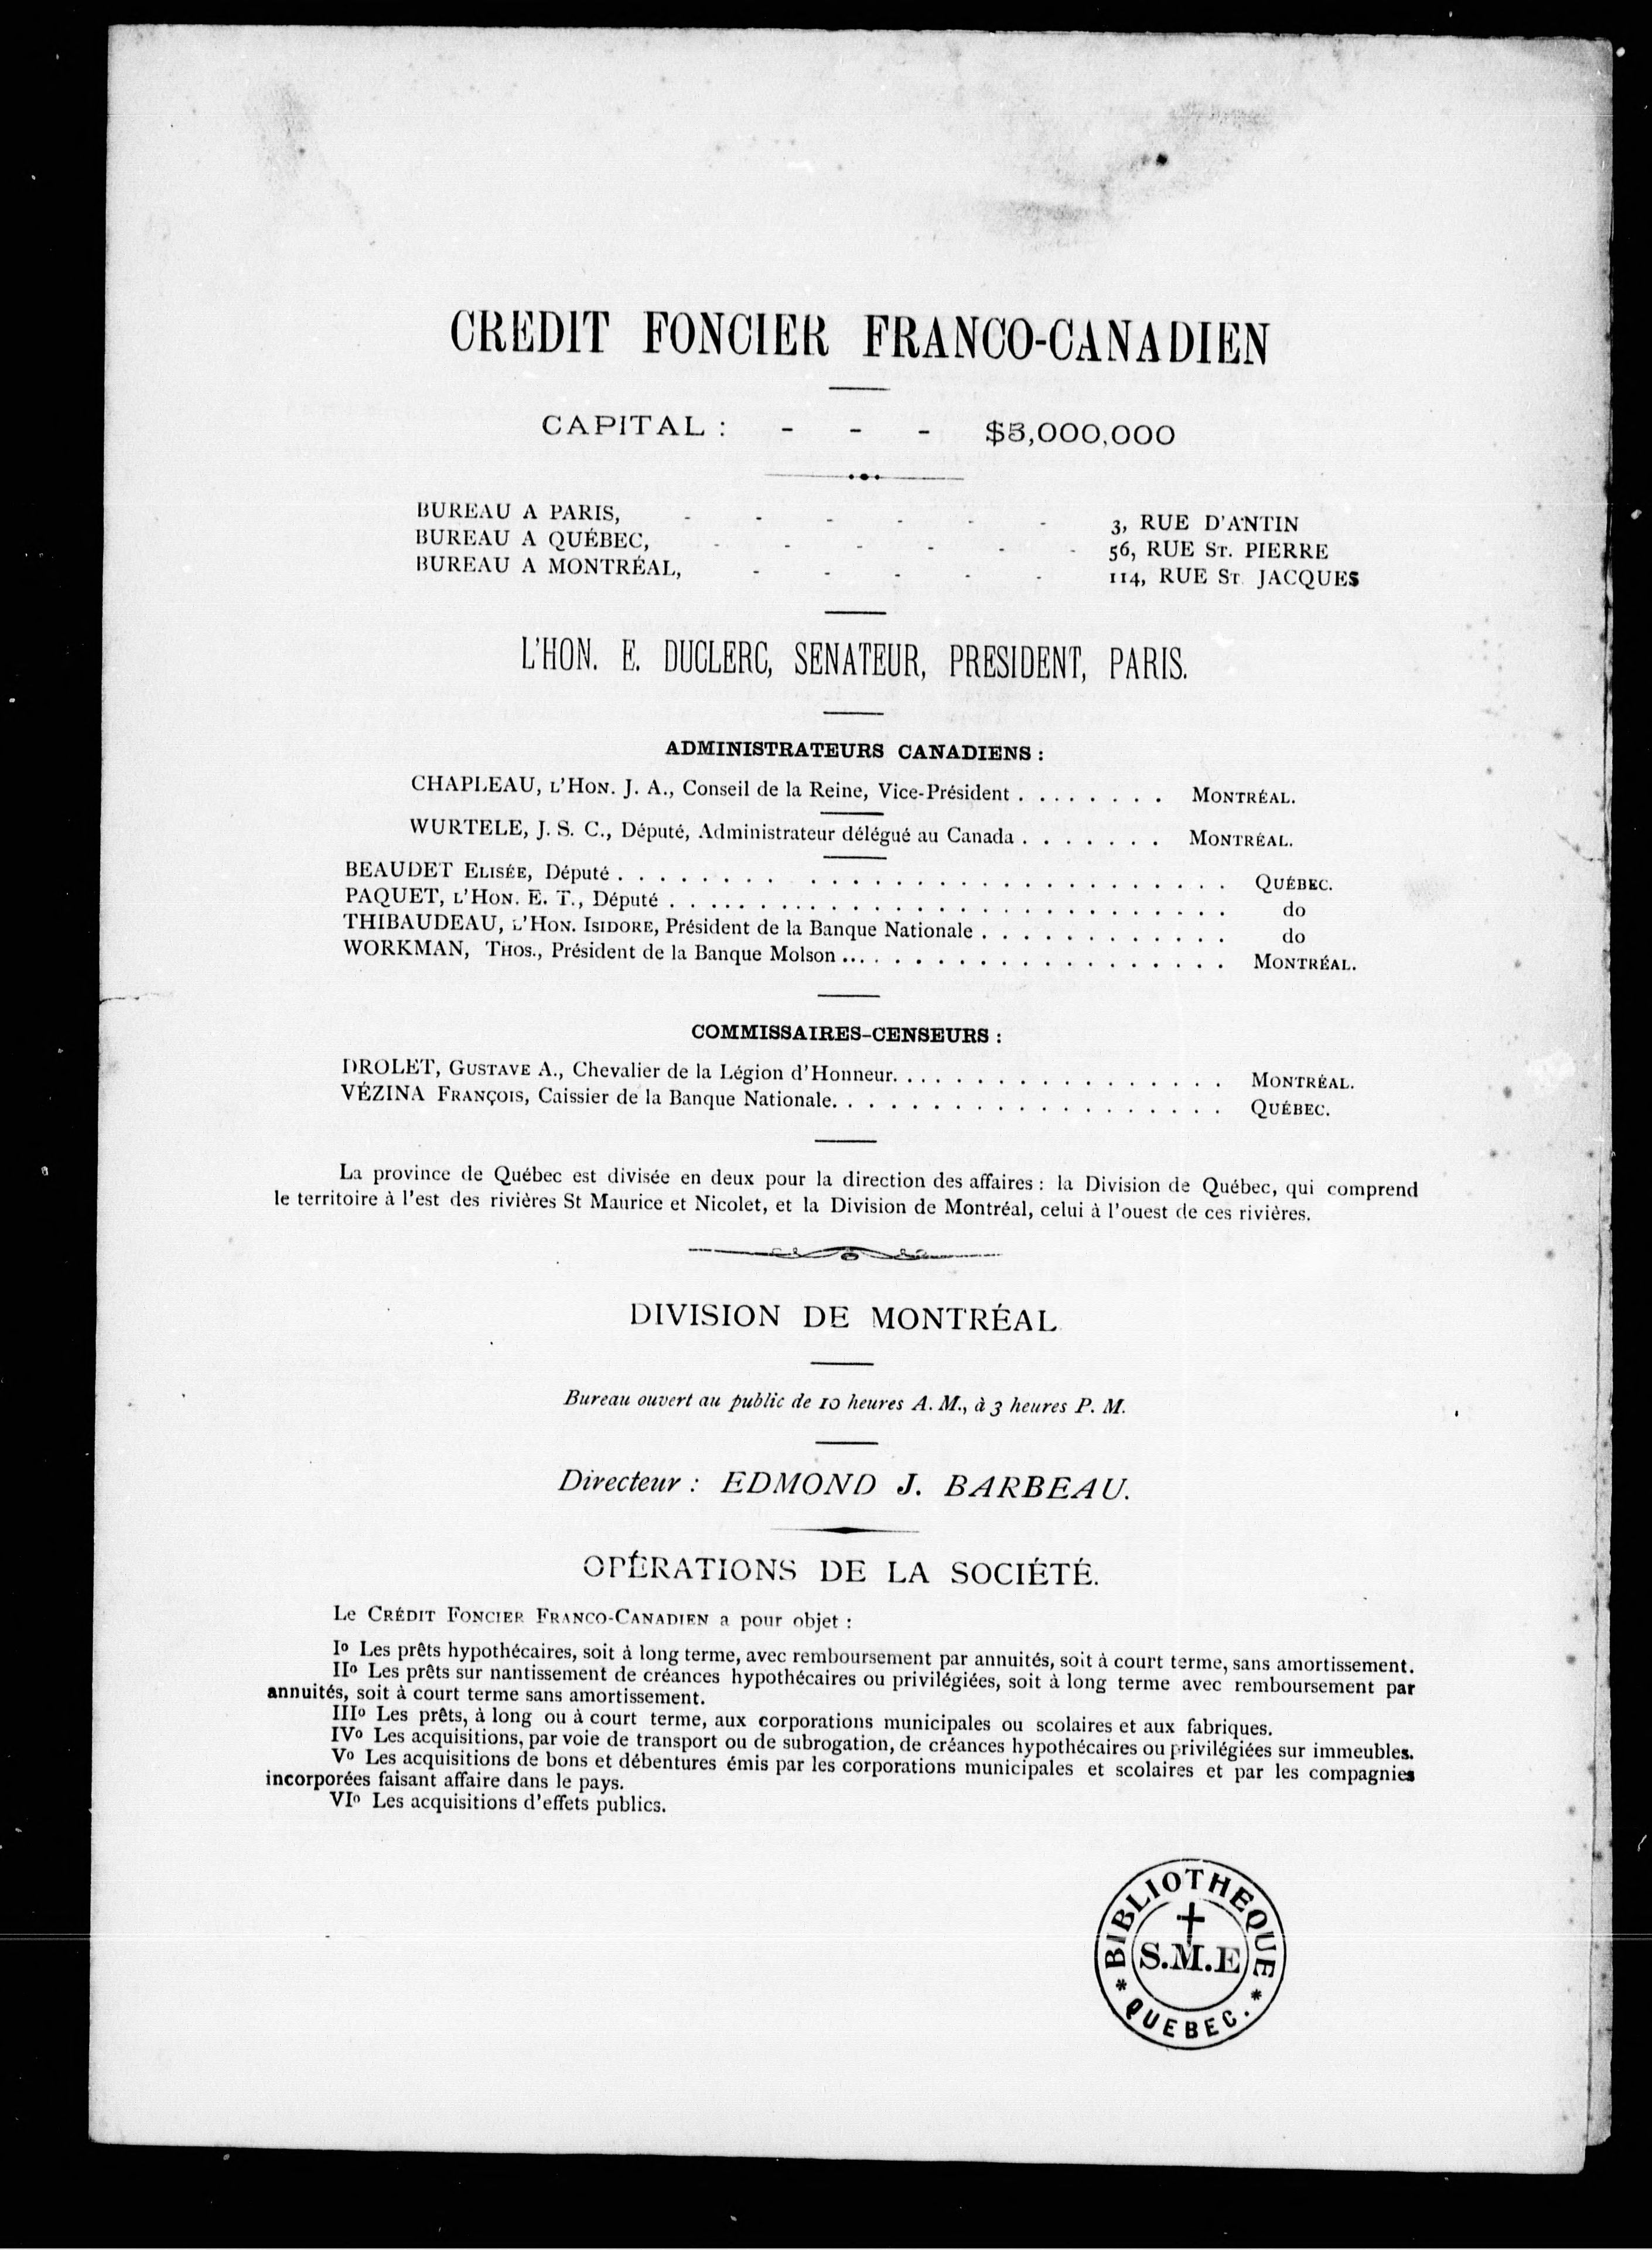 CREDIT FONCIER FRANCO-CANADIEN
CAPITAL : - - - $5,000,000
BUREAU A PARIS, - - - - - - 3, RUE D'ANTIN
BUREAU A QUÉBEC, - - - - - - 56, RUE ST. PIERRE
BUREAU A MONTRÉAL, - - - - - 114, RUE ST JACQUES
L'HON. E. DUCLERC, SENATEUR, PRESIDENT, PARIS.
ADMINISTRATEURS CANADIENS :
CHAPLEAU, L'HON. J. A., Conseil de la Reine, Vice-Président . . . . . . . . MONTRÉAL.
WURTELE, J. S. C., Député, Administrateur délégué au Canada . . . . . . . MONTRÉAL.
BEAUDET ELISÉE, Député . . . . . . . . . . . . . . . . . . . . . . . . . . . QUÉBEC.
PAQUET, L'HON. E. T., Député . . . . . . . . . . . . . . . . . . . . . . . . do
THIBAUDEAU, L'HON. ISIDORE, Président de la Banque Nationale . . . . . . . . . . . . do
WORKMAN, THOS., Président de la Banque Molson . . . . . . . . . . . . . . . . . . . MONTRÉAL.
COMMISSAIRES-CENSEURS :
DROLET, GUSTAVE A., Chevalier de la Légion d'Honneur. . . . . . . . . . . . . . . . . MONTRÉAL.
VÉZINA FRANÇOIS, Caissier de la Banque Nationale. . . . . . . . . . . . . . . . . . . QUÉBEC.
La province de Québec est divisée en deux pour la direction des affaires : la Division de Québec, qui comprend
le territoire à l'est des rivières St Maurice et Nicolet, et la Division de Montréal, celui à l'ouest de ces rivières.
DIVISION DE MONTRÉAL
Bureau ouvert au public de 10 heures A. M., à 3 heures P. M.
Directeur : EDMOND J. BARBEAU.
OPÉRATIONS DE LA SOCIÉTÉ.
Le CRÉDIT FONCIER FRANCO-CANADIEN a pour objet :
Iº Les prêts hypothécaires, soit à long terme, avec remboursement par annuités, soit à court terme, sans amortissement.
IIº Les prêts sur nantissement de créances hypothécaires ou privilégiées, soit à long terme avec remboursement par
annuités, soit à court terme sans amortissement.
IIIº Les prêts, à long ou à court terme, aux corporations municipales ou scolaires et aux fabriques.
IVº Les acquisitions, par voie de transport ou de subrogation, de créances hypothécaires ou privilégiées sur immeubles.
Vº Les acquisitions de bons et débentures émis par les corporations municipales et scolaires et par les compagnies
incorporées faisant affaire dans le pays.
VIº Les acquisitions d'effets publics.
BIBLIOTHEQUE
S.M.E
* QUEBEC. *